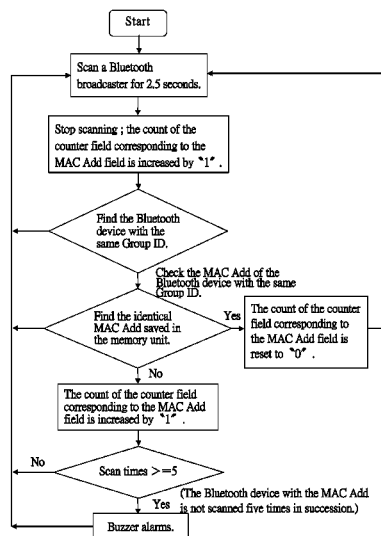 Start
Scan a Bluetooth
broadcaster for 2.5 seconds.
Stop scanning ; the count of the
counter field corresponding to the
MAC Add field is increased by 〝1〞 .
Find the Bluetooth
device with the
same Group ID.
Check the MAC Add of the
Bluetooth device with the same
Group ID.
Find the identical
MAC Add saved in
the memory unit.
Yes
The count of the counter
field corresponding to
the MAC Add field is
reset to 〝0〞 .
No
The count of the counter field
corresponding to the MAC Add
field is increased by 〝1〞 .
Scan times >=5
No
Yes
(The Bluetooth device with the MAC Add
is not scanned five times in succession.)
Buzzer alarms.